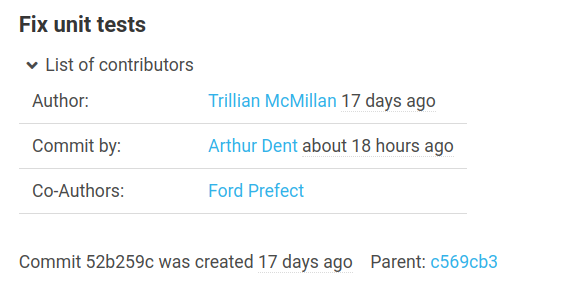 Fix unit tests
List of contributors
Author: Trillian McMillan 17 days ago
Commit by: Arthur Dent about 18 hours ago
Co-Authors: Ford Prefect
Commit 52b259c was created 17 days ago Parent: c569cb3